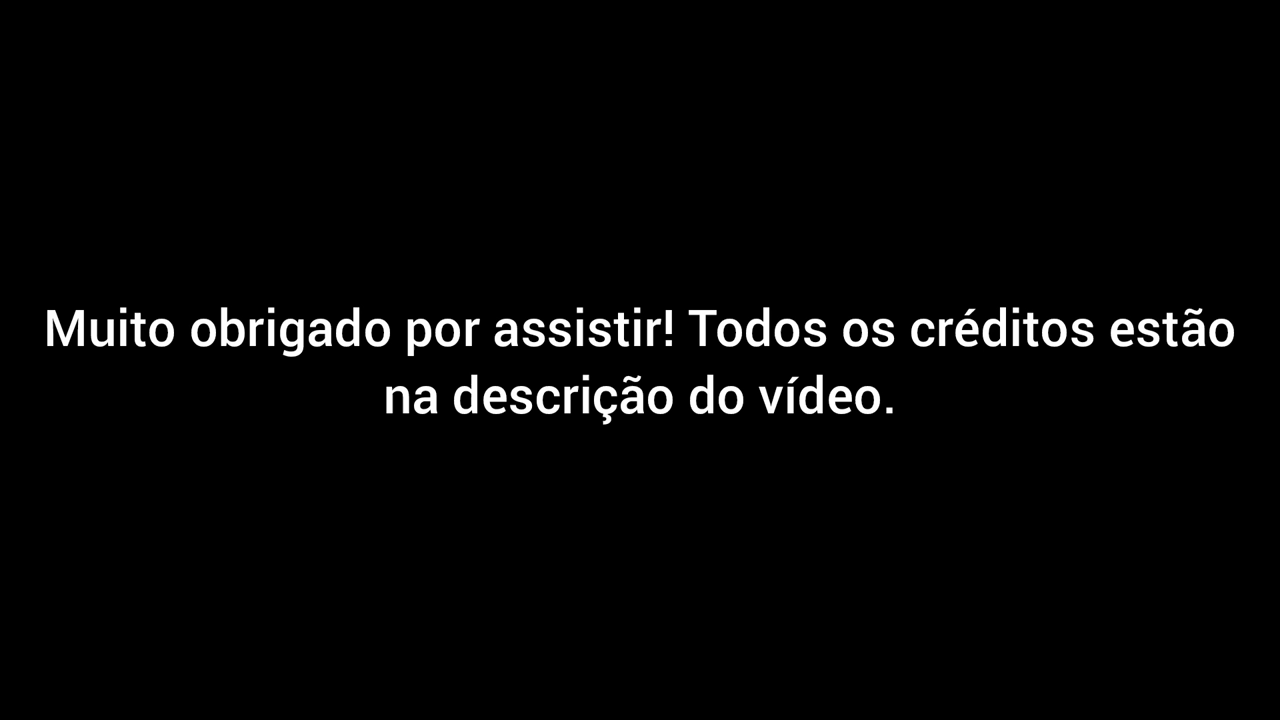 Muito obrigado por assistir! Todos os créditos estão
na descrição do vídeo.